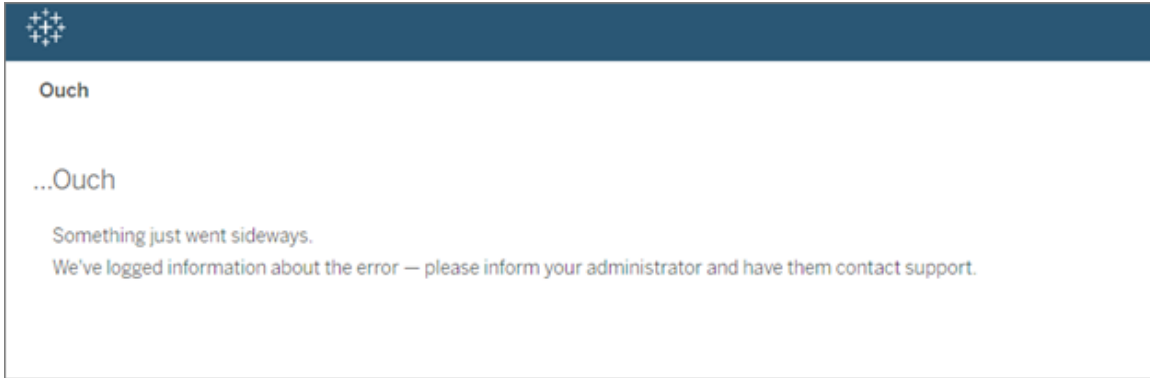 Ouch
...Ouch
Something just went sideways.
We've logged information about the error — please inform your administrator and have them contact support.